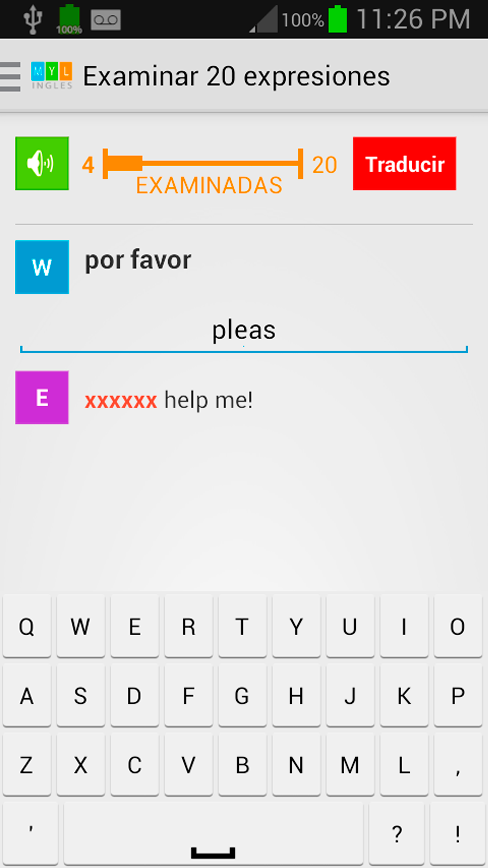 100%
100%
11:26 PM
M Y L
INGLES
Examinar 20 expresiones
4
20
EXAMINADAS
Traducir
W
por favor
pleas
E
xxxxxx help me!
Q W E R T Y U I O
A S D F G H J K P
Z X C V B N M L ,
' ? !